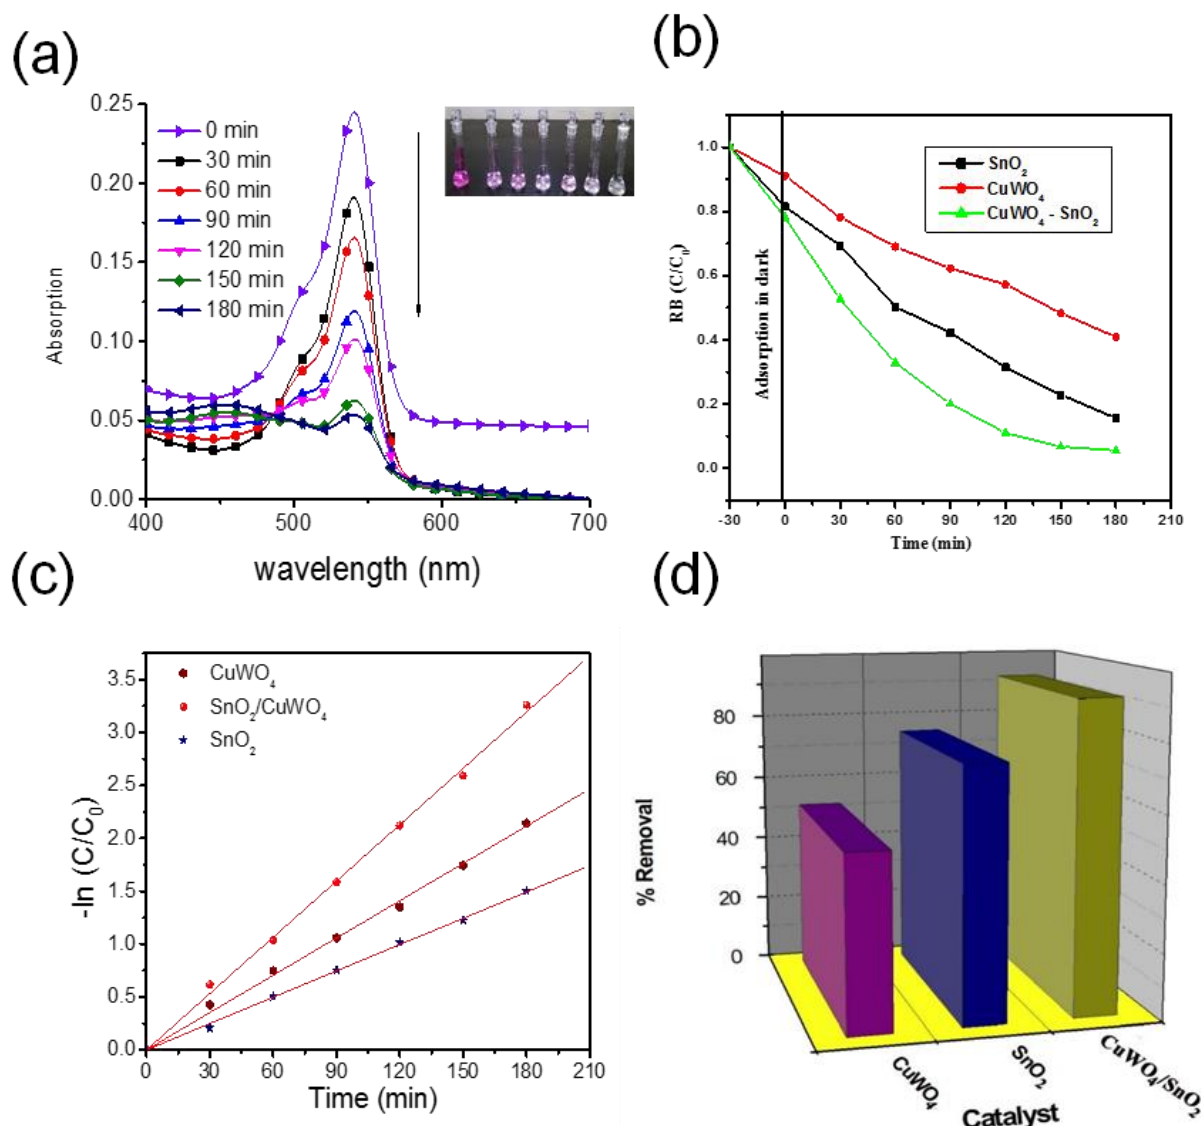 (a)
0.25
0.20
0.15
0.10
0.05
0.00
Absorption
0 min
30 min
60 min
90 min
120 min
150 min
180 min
400
500
600
700
wavelength (nm)
(b)
1.0
0.8
0.6
0.4
0.2
0.0
RB (C/C₀)
Adsorption in dark
SnO₂
CuWO₄
CuWO₄ - SnO₂
-30
0
30
60
90
120
150
180
210
Time (min)
(c)
3.5
3.0
2.5
2.0
1.5
1.0
0.5
0.0
-ln (C/C₀)
CuWO₄
SnO₂/CuWO₄
SnO₂
0
30
60
90
120
150
180
210
Time (min)
(d)
80
60
40
20
0
% Removal
CuWO₄
SnO₂
CuWO₄/SnO₂
Catalyst